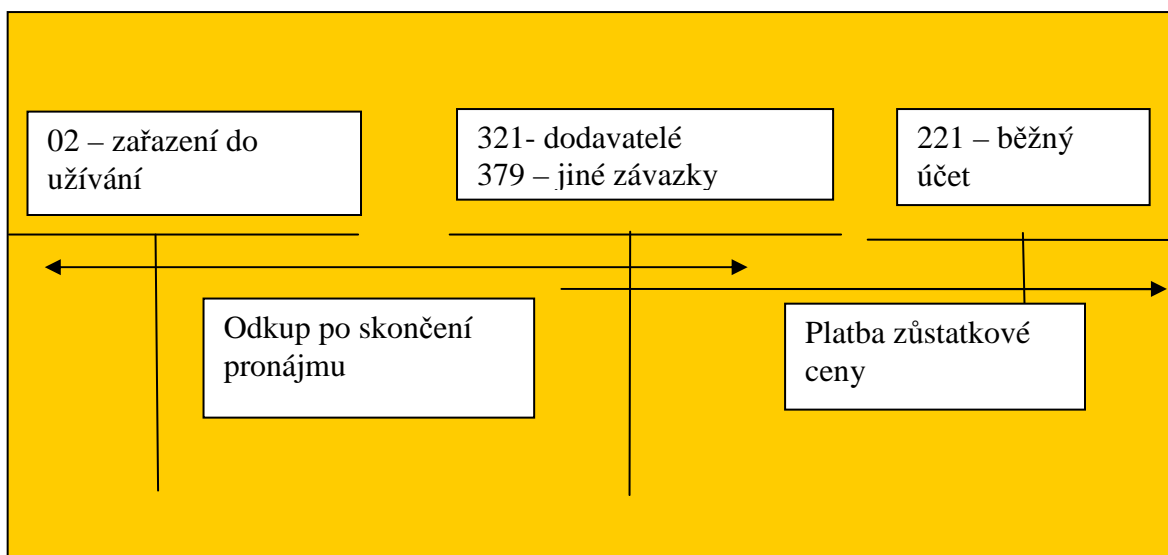 02 – zařazení do
užívání
321- dodavatelé
379 – jiné závazky
221 – běžný
účet
Odkup po skončení
pronájmu
Platba zůstatkové
ceny